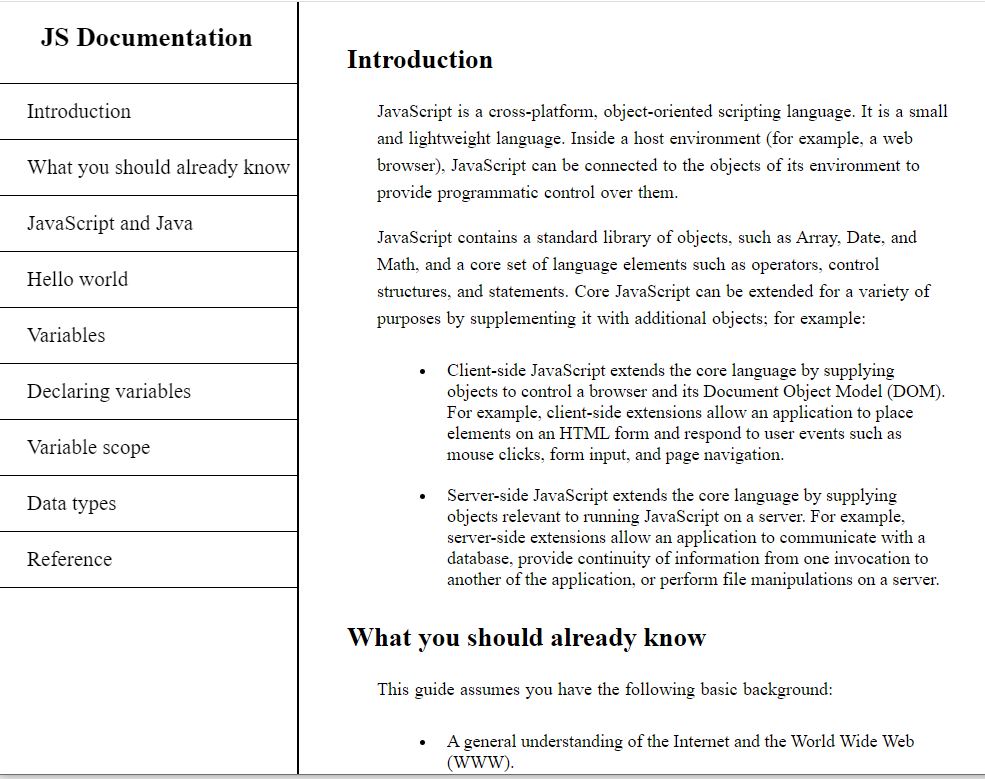 JS Documentation
Introduction
What you should already know
JavaScript and Java
Hello world
Variables
Declaring variables
Variable scope
Data types
Reference
Introduction
JavaScript is a cross-platform, object-oriented scripting language. It is a small
and lightweight language. Inside a host environment (for example, a web
browser), JavaScript can be connected to the objects of its environment to
provide programmatic control over them.
JavaScript contains a standard library of objects, such as Array, Date, and
Math, and a core set of language elements such as operators, control
structures, and statements. Core JavaScript can be extended for a variety of
purposes by supplementing it with additional objects; for example:
• Client-side JavaScript extends the core language by supplying
objects to control a browser and its Document Object Model (DOM).
For example, client-side extensions allow an application to place
elements on an HTML form and respond to user events such as
mouse clicks, form input, and page navigation.
• Server-side JavaScript extends the core language by supplying
objects relevant to running JavaScript on a server. For example,
server-side extensions allow an application to communicate with a
database, provide continuity of information from one invocation to
another of the application, or perform file manipulations on a server.
What you should already know
This guide assumes you have the following basic background:
• A general understanding of the Internet and the World Wide Web
(WWW).